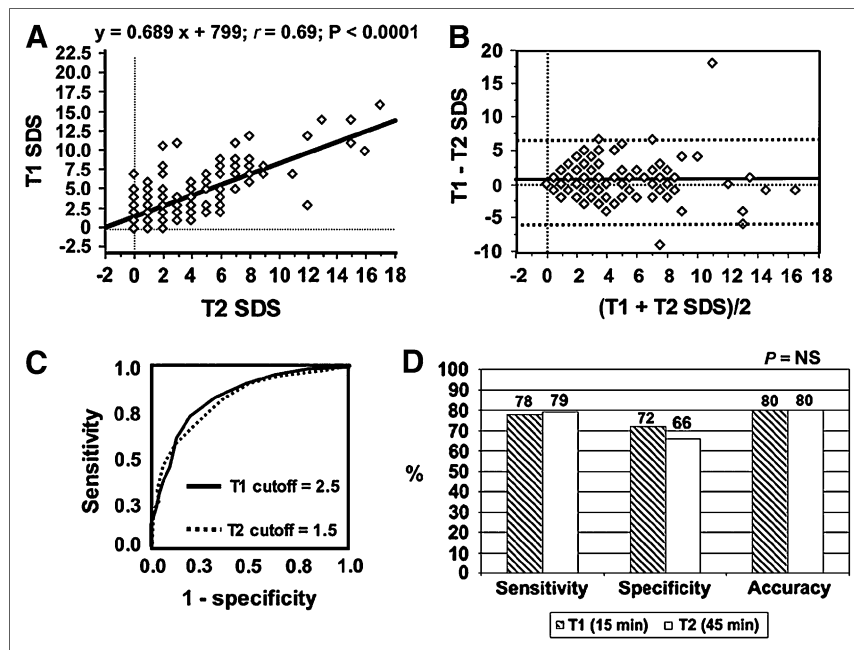 A
y = 0.689 x + 799; r = 0.69; P < 0.0001
22.5
20.0
17.5
15.0
12.5
10.0
7.5
5.0
2.5
0
-2.5
T1 SDS
-2 0 2 4 6 8 10 12 14 16 18
T2 SDS
B
20
15
10
5
0
-5
-10
T1 - T2 SDS
-2 0 2 4 6 8 10 12 14 16 18
(T1 + T2 SDS)/2
C
1.0
0.8
0.5
0.3
0.0
Sensitivity
T1 cutoff = 2.5
T2 cutoff = 1.5
0.0 0.3 0.5 0.8 1.0
1 - specificity
D
P = NS
100
90
80
70
60
50
40
30
20
10
0
%
78 79 72 66 80 80
Sensitivity Specificity Accuracy
T1 (15 min) T2 (45 min)